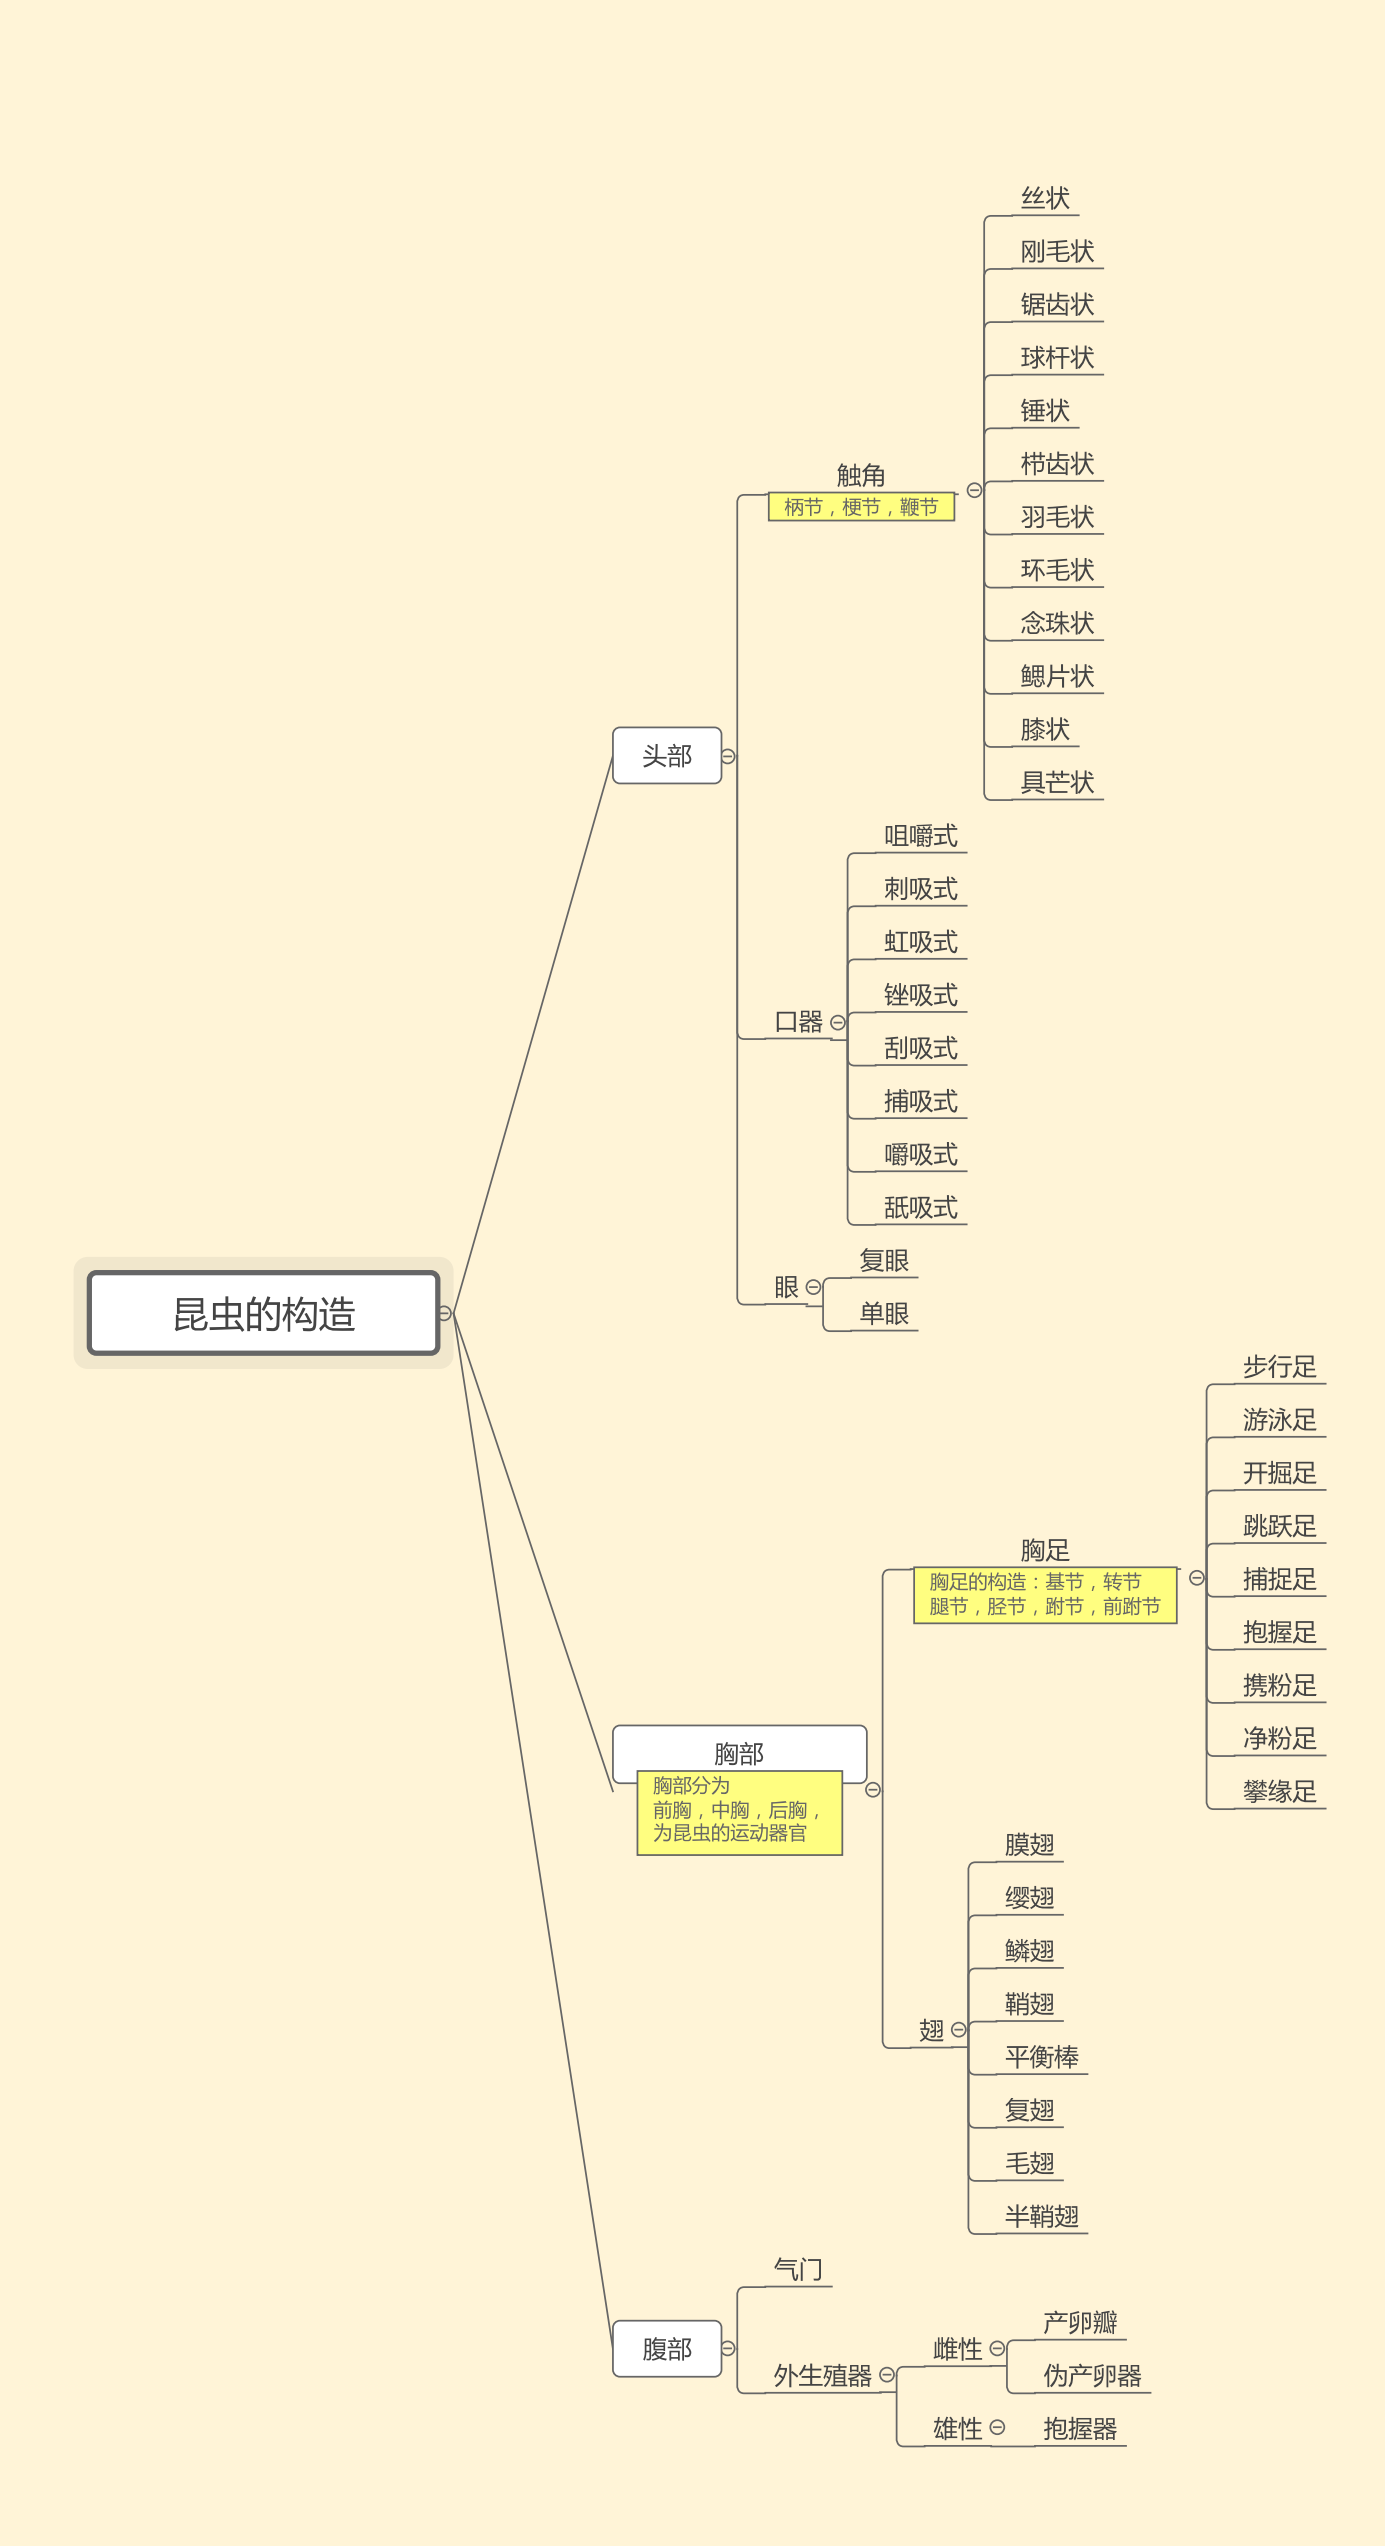 昆虫的构造
头部
触角
柄节，梗节，鞭节
丝状
刚毛状
锯齿状
球杆状
锤状
栉齿状
羽毛状
环毛状
念珠状
鳃片状
膝状
具芒状
口器
咀嚼式
刺吸式
虹吸式
锉吸式
刮吸式
捕吸式
嚼吸式
舐吸式
眼
复眼
单眼
胸部
胸部分为
前胸，中胸，后胸，
为昆虫的运动器官
胸足
胸足的构造：基节，转节
腿节，胫节，跗节，前跗节
步行足
游泳足
开掘足
跳跃足
捕捉足
抱握足
携粉足
净粉足
攀缘足
翅
膜翅
缨翅
鳞翅
鞘翅
平衡棒
复翅
毛翅
半鞘翅
腹部
气门
外生殖器
雌性
产卵瓣
伪产卵器
雄性
抱握器